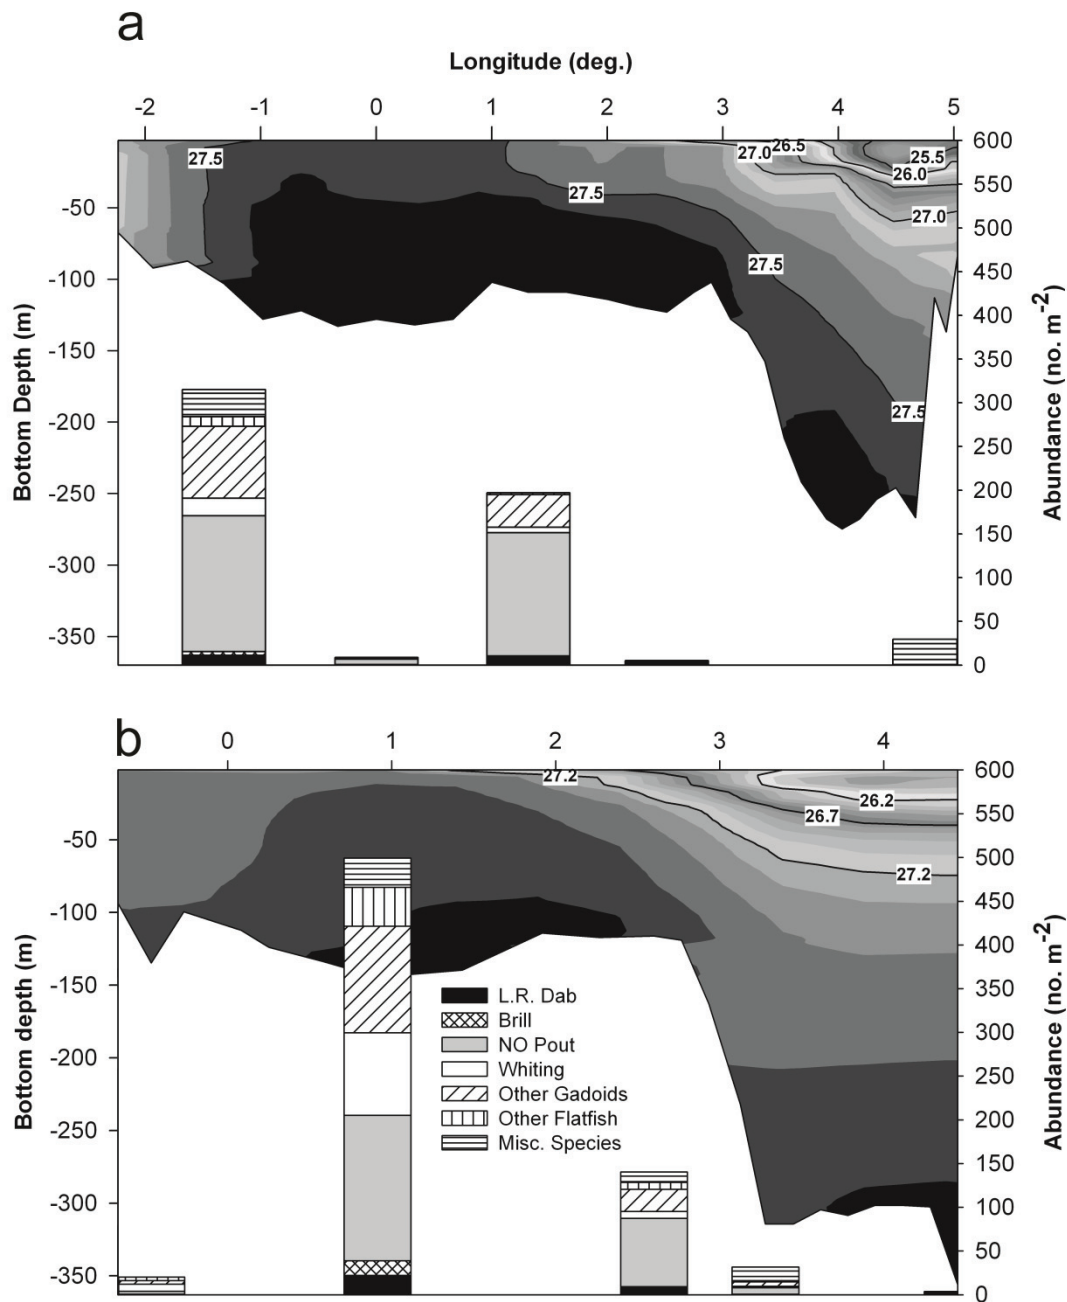 a
Longitude (deg.)
-2 -1 0 1 2 3 4 5
27.5 27.0 26.5 25.5 600
26.0 550
-50 27.5 27.0 500
27.5 450
-100 400
-150 350
27.5 300
-200 250
-250 200
150
-300 100
50
-350 0
Bottom Depth (m)
Abundance (no. m-2)
b
0 1 2 3 4
27.2 26.2 600
26.7 550
-50 27.2 500
-100 450
400
-150 350
L.R. Dab
Brill
NO Pout 300
-200 Whiting
Other Gadoids 250
Other Flatfish 200
-250 Misc. Species
150
-300 100
50
-350 0
Bottom depth (m)
Abundance (no. m-2)